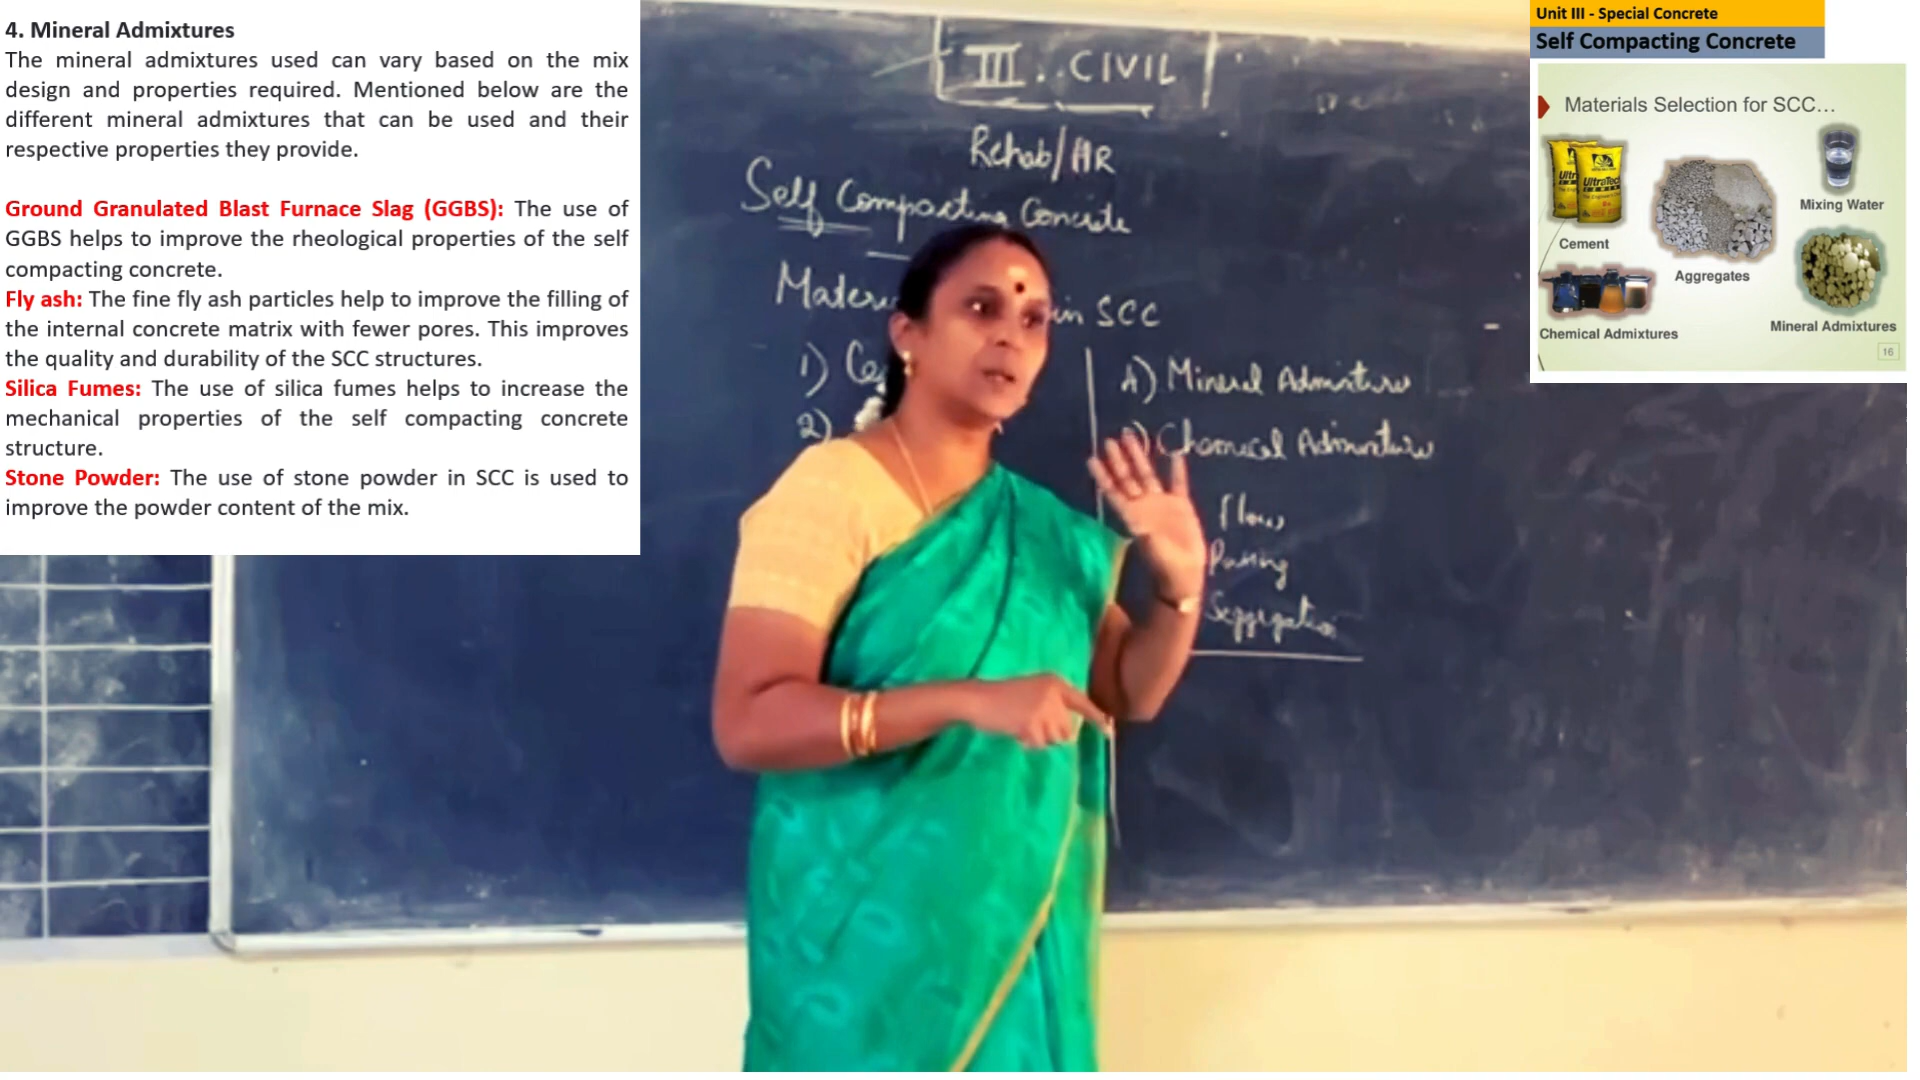 4. Mineral Admixtures
The mineral admixtures used can vary based on the mix
design and properties required. Mentioned below are the
different mineral admixtures that can be used and their
respective properties they provide.
Ground Granulated Blast Furnace Slag (GGBS): The use of
GGBS helps to improve the rheological properties of the self
compacting concrete.
Fly ash: The fine fly ash particles help to improve the filling of
the internal concrete matrix with fewer pores. This improves
the quality and durability of the SCC structures.
Silica Fumes: The use of silica fumes helps to increase the
mechanical properties of the self compacting concrete
structure.
Stone Powder: The use of stone powder in SCC is used to
improve the powder content of the mix.
III. CIVIL
Rehab/HR
Self Compacting Concrete
in SCC
1)
2)
4) Mineral Admixture
Chemical Admixture
flow
Passing
Seggregation
Unit III - Special Concrete
Self Compacting Concrete
Materials Selection for SCC...
UltraTech
Mixing Water
Cement
Aggregates
Chemical Admixtures
Mineral Admixtures
16